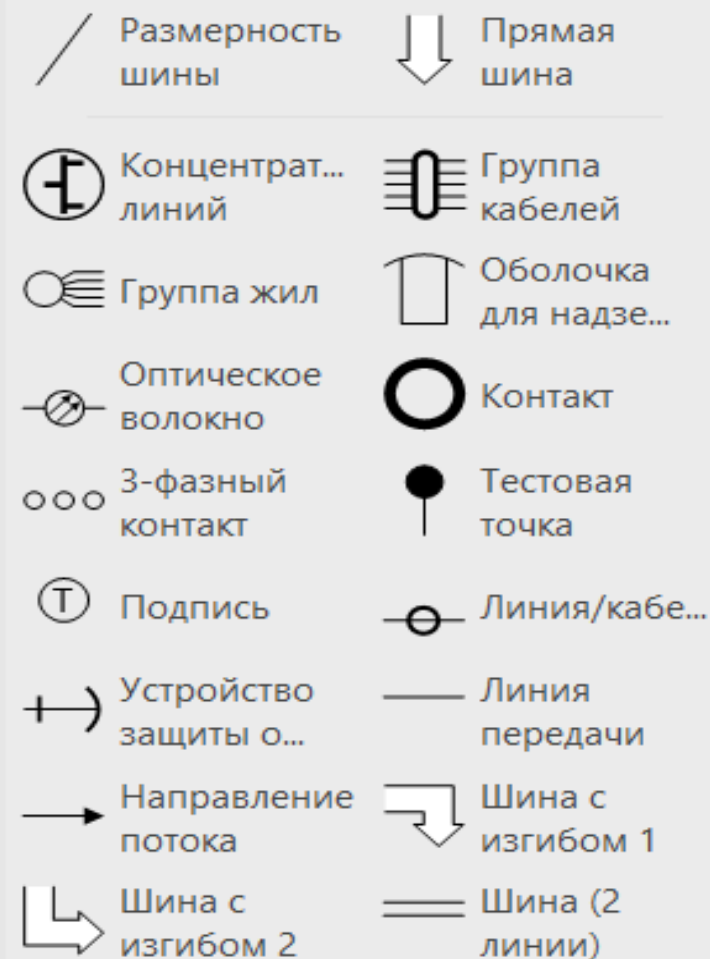 Размерность
шины
Прямая
шина
Концентрат...
линий
Группа
кабелей
Группа жил
Оболочка
для надзе...
Оптическое
волокно
Контакт
3-фазный
контакт
Тестовая
точка
T
Подпись
Линия/кабе...
Устройство
защиты о...
Линия
передачи
Направление
потока
Шина с
изгибом 1
Шина с
изгибом 2
Шина (2
линии)